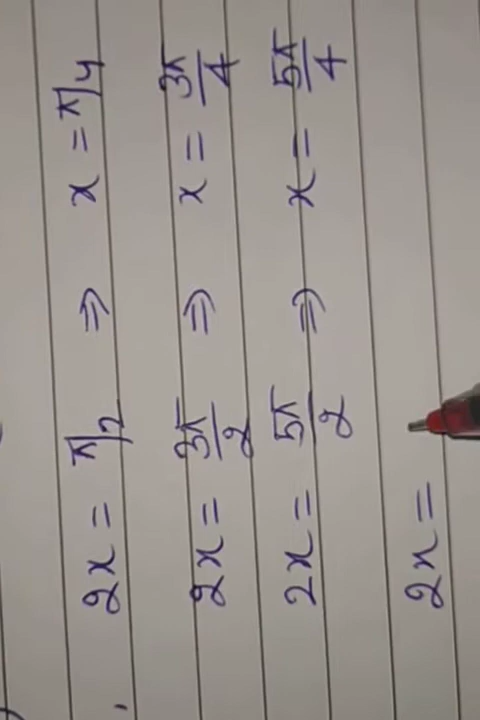 2x = π/2 ⇒ x = π/4
2x = 3π/2 ⇒ x = 3π/4
2x = 5π/2 ⇒ x = 5π/4
2x =